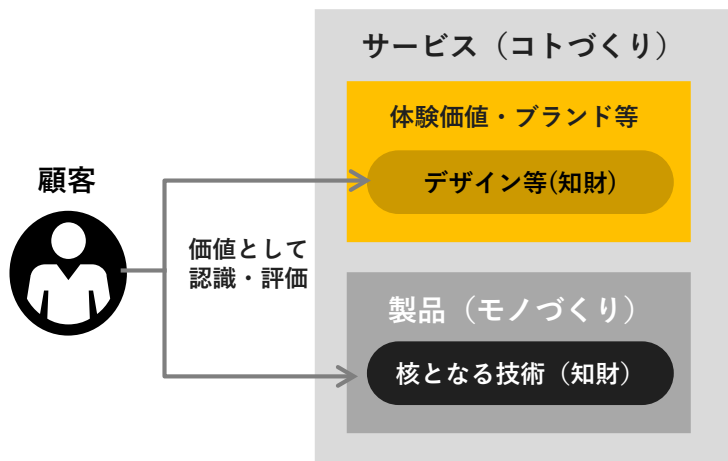 サービス（コトづくり）
体験価値・ブランド等
デザイン等(知財)
顧客
価値として
認識・評価
製品（モノづくり）
核となる技術（知財）